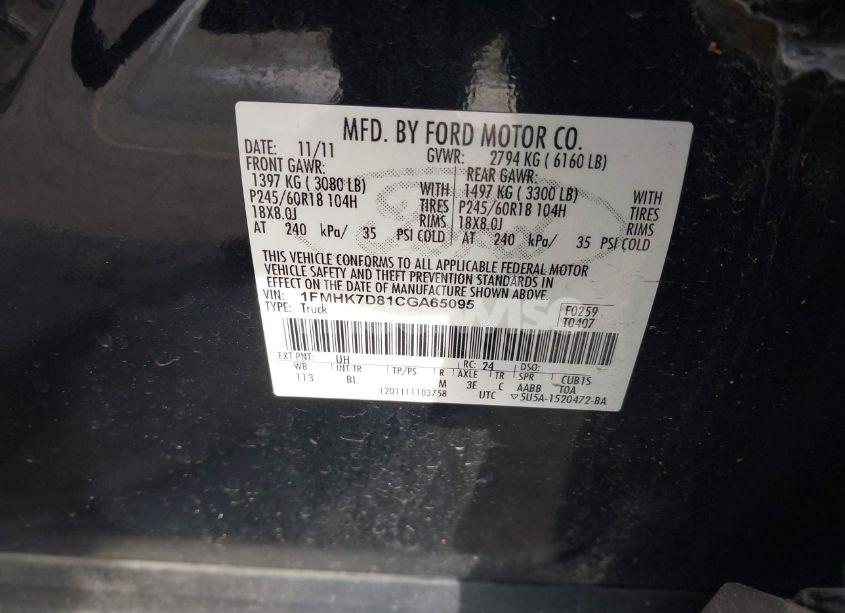 MFD. BY FORD MOTOR CO.
DATE: 11/11 GVWR: 2794 KG ( 6160 LB)
FRONT GAWR: REAR GAWR:
1397 KG ( 3080 LB) WITH 1497 KG ( 3300 LB) WITH
P245/60R18 104H TIRES P245/60R18 104H TIRES
18X8.0J RIMS 18X8.0J RIMS
AT 240 kPa/ 35 PSI COLD AT 240 kPa/ 35 PSI COLD
THIS VEHICLE CONFORMS TO ALL APPLICABLE FEDERAL MOTOR
VEHICLE SAFETY AND THEFT PREVENTION STANDARDS IN
EFFECT ON THE DATE OF MANUFACTURE SHOWN ABOVE.
VIN: 1FMHK7D81CGA65095 F0259
TYPE: Truck T0407
EXT PNT: UH RC: 24 DSO:
WB INT TR TP/PS R AXLE TR SPR CUB15
113 BL M 3E C AABB TOA
1201111103758 UTC ▽5U5A-1520472-BA